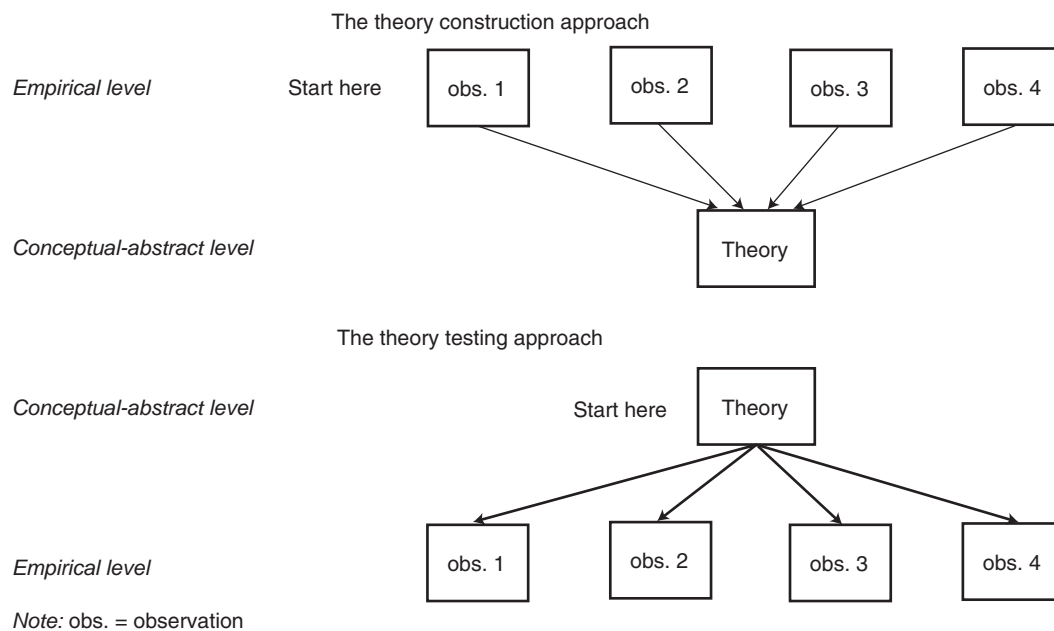 The theory construction approach
Empirical level Start here obs. 1 obs. 2 obs. 3 obs. 4
Conceptual-abstract level Theory
The theory testing approach
Conceptual-abstract level Start here Theory
Empirical level obs. 1 obs. 2 obs. 3 obs. 4
Note: obs. = observation